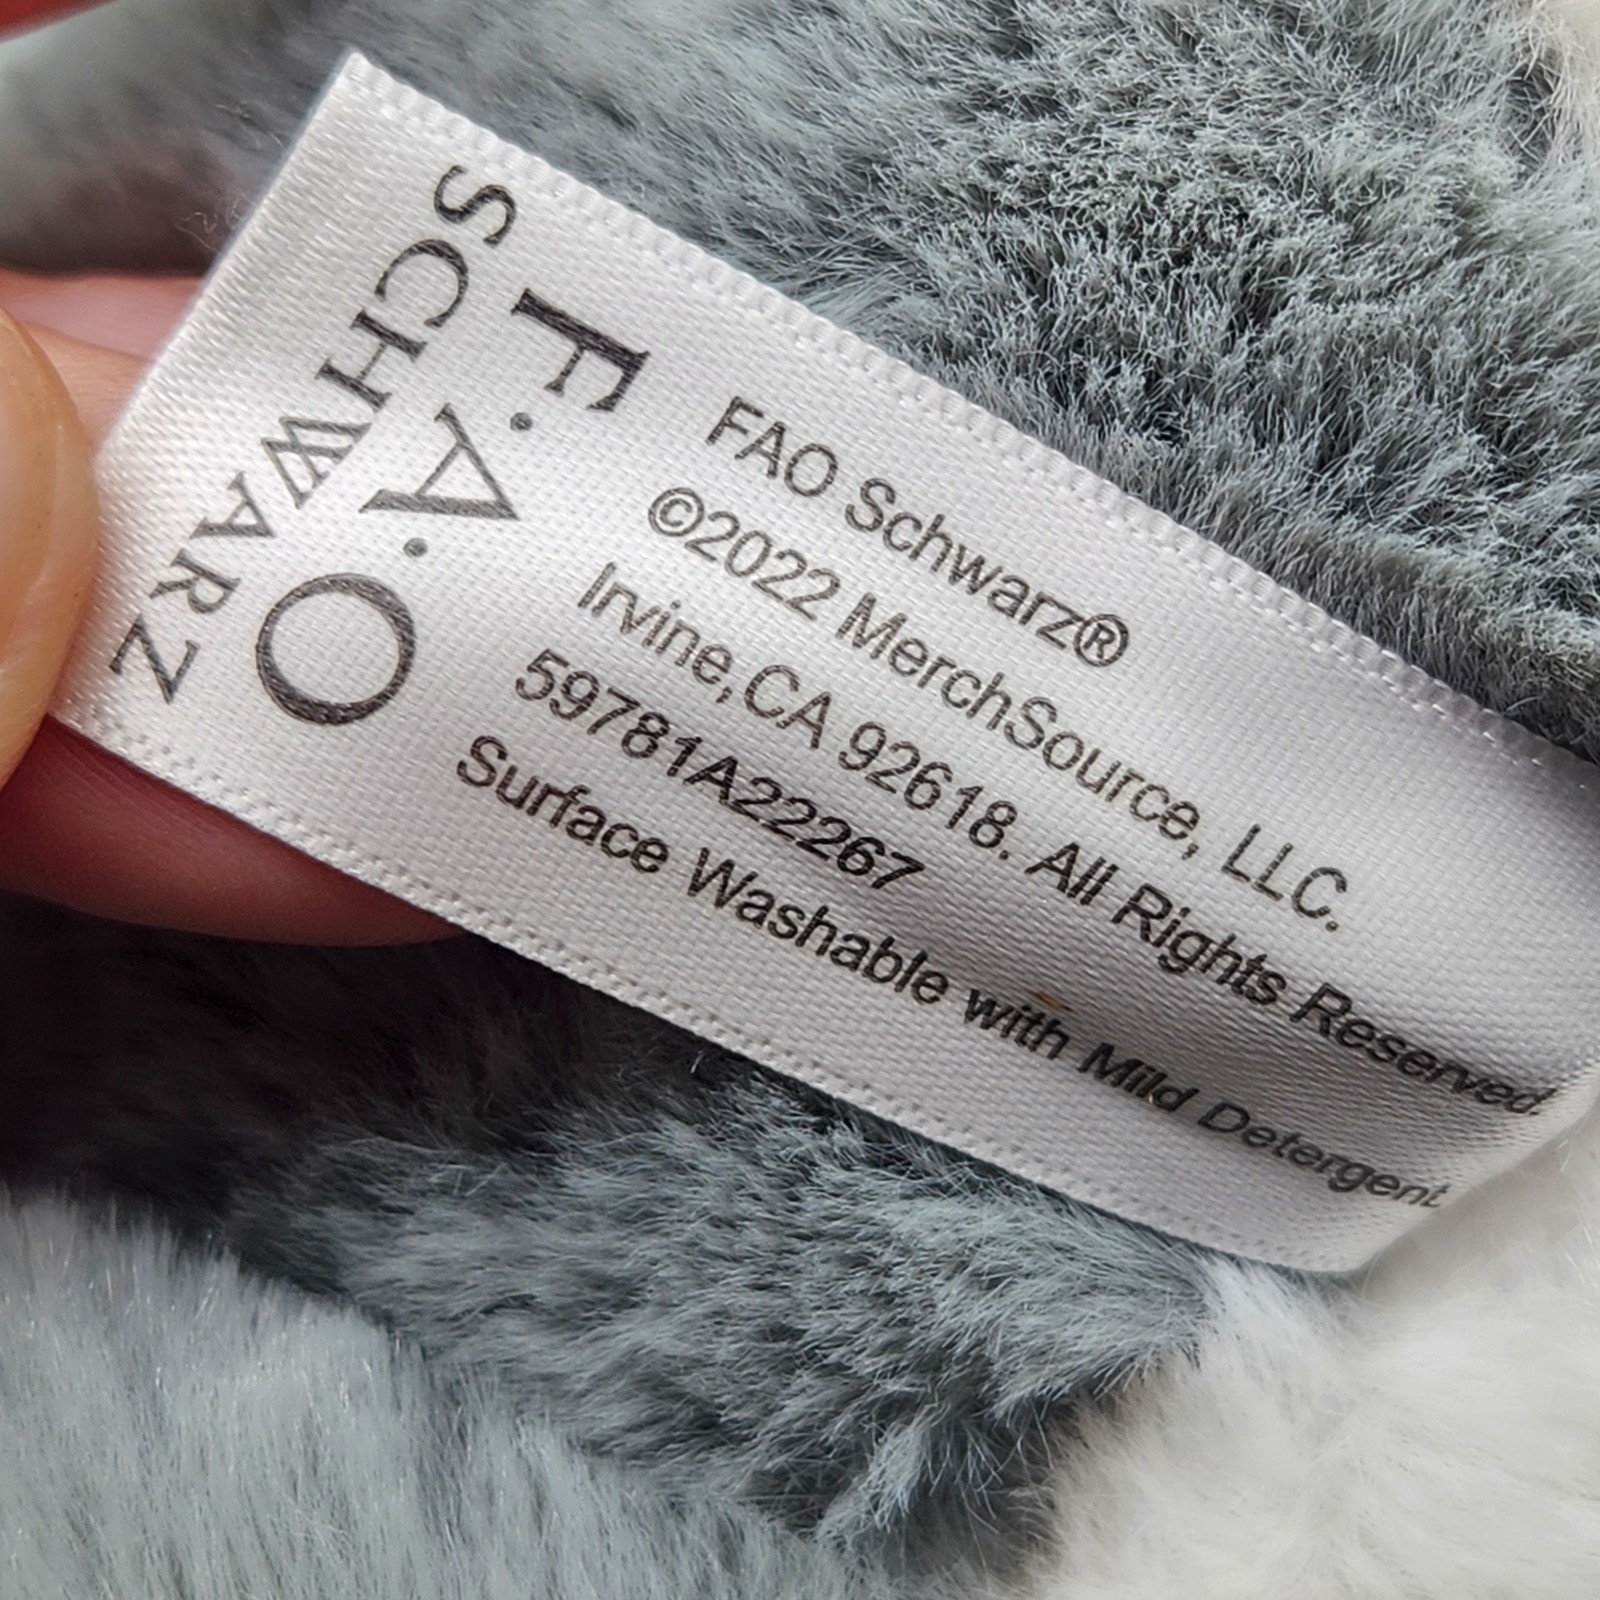 F·A·O
SCHWARZ
FAO Schwarz®
©2022 MerchSource, LLC.
Irvine,CA 92618. All Rights Reserved.
59781A22267
Surface Washable with Mild Detergent